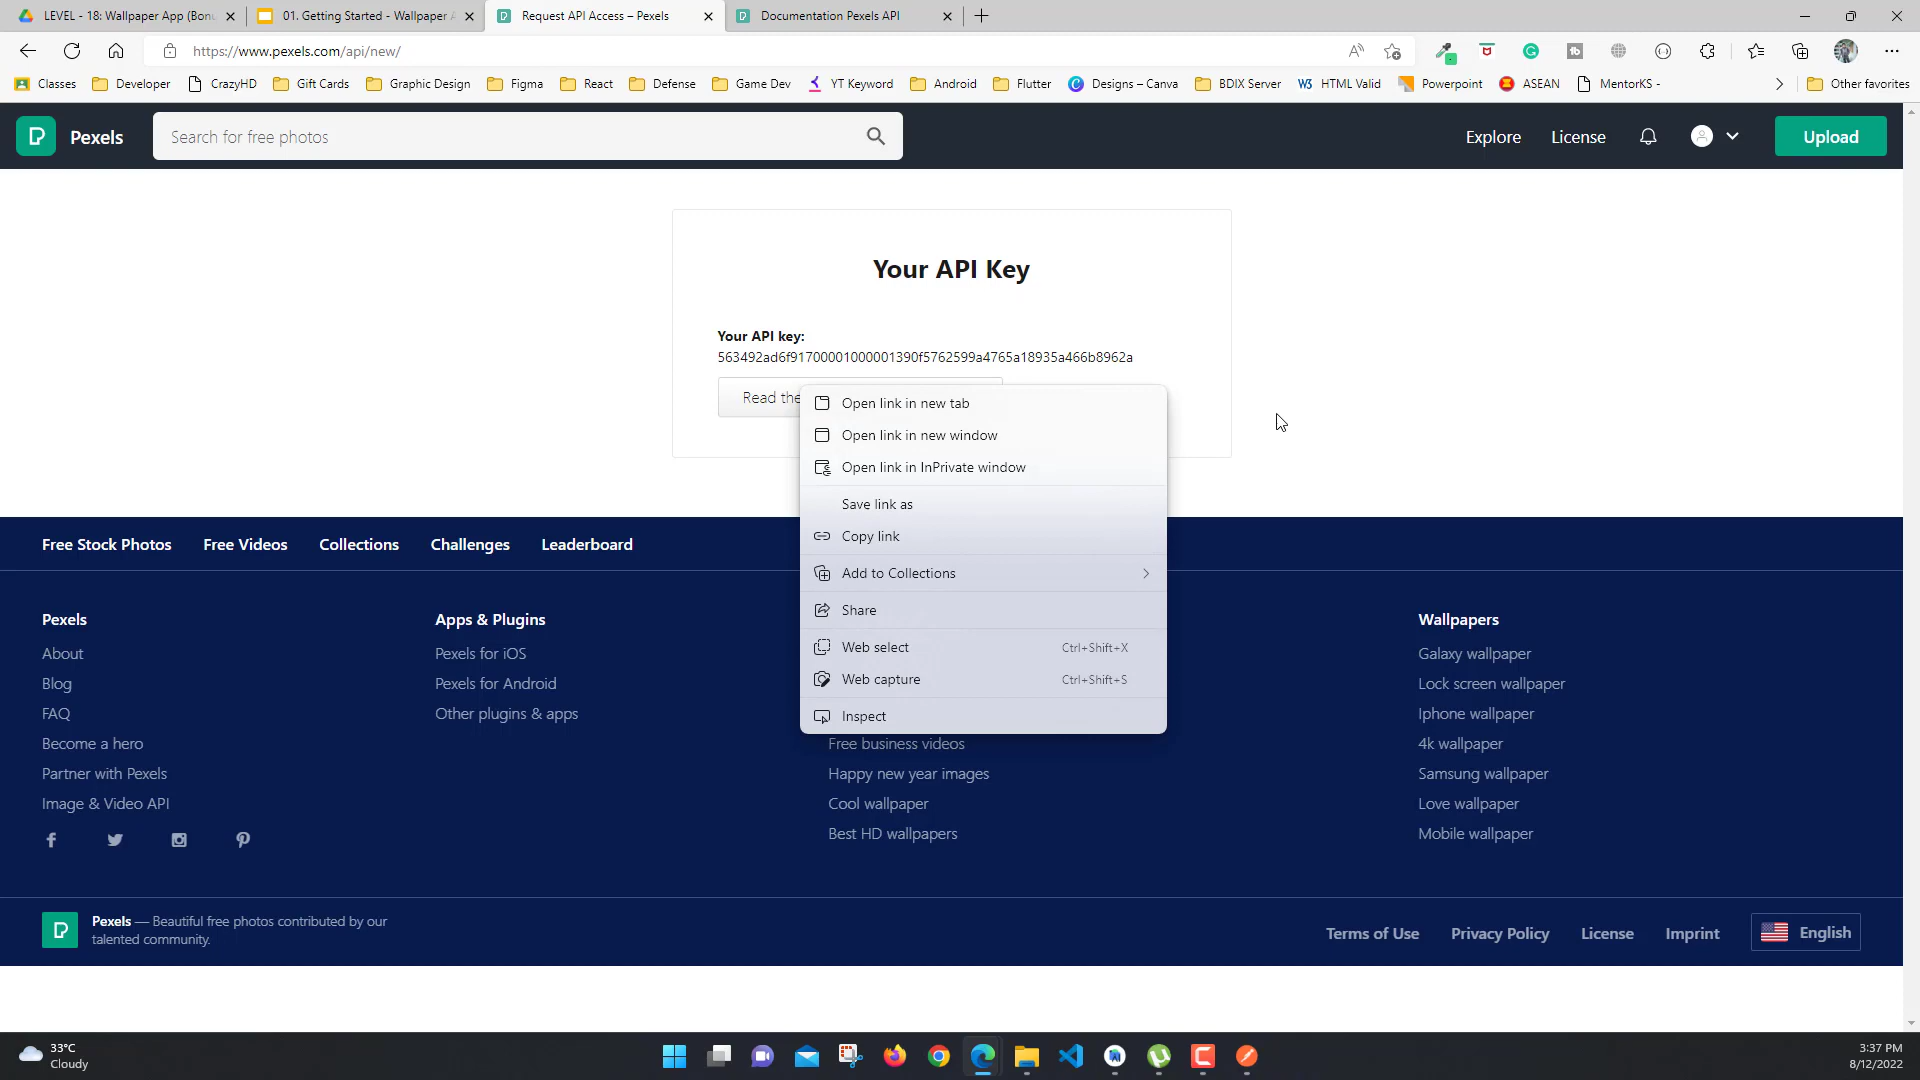 LEVEL - 18: Wallpaper App (Bon
01. Getting Started - Wallpaper A
Request API Access – Pexels
Documentation Pexels API
https://www.pexels.com/api/new/
Classes
Developer
CrazyHD
Gift Cards
Graphic Design
Figma
React
Defense
Game Dev
YT Keyword
Android
Flutter
Designs – Canva
BDIX Server
W3 HTML Valid
Powerpoint
ASEAN
MentorKS -
Other favorites
Pexels
Search for free photos
Explore
License
Upload
Your API Key
Your API key:
563492ad6f91700001000001390f5762599a4765a18935a466b8962a
Read the
Open link in new tab
Open link in new window
Open link in InPrivate window
Save link as
Copy link
Add to Collections
Share
Web select Ctrl+Shift+X
Web capture Ctrl+Shift+S
Inspect
Free Stock Photos
Free Videos
Collections
Challenges
Leaderboard
Pexels
About
Blog
FAQ
Become a hero
Partner with Pexels
Image & Video API
Apps & Plugins
Pexels for iOS
Pexels for Android
Other plugins & apps
Free business videos
Happy new year images
Cool wallpaper
Best HD wallpapers
Wallpapers
Galaxy wallpaper
Lock screen wallpaper
Iphone wallpaper
4k wallpaper
Samsung wallpaper
Love wallpaper
Mobile wallpaper
Pexels — Beautiful free photos contributed by our
talented community.
Terms of Use
Privacy Policy
License
Imprint
English
33°C
Cloudy
3:37 PM
8/12/2022